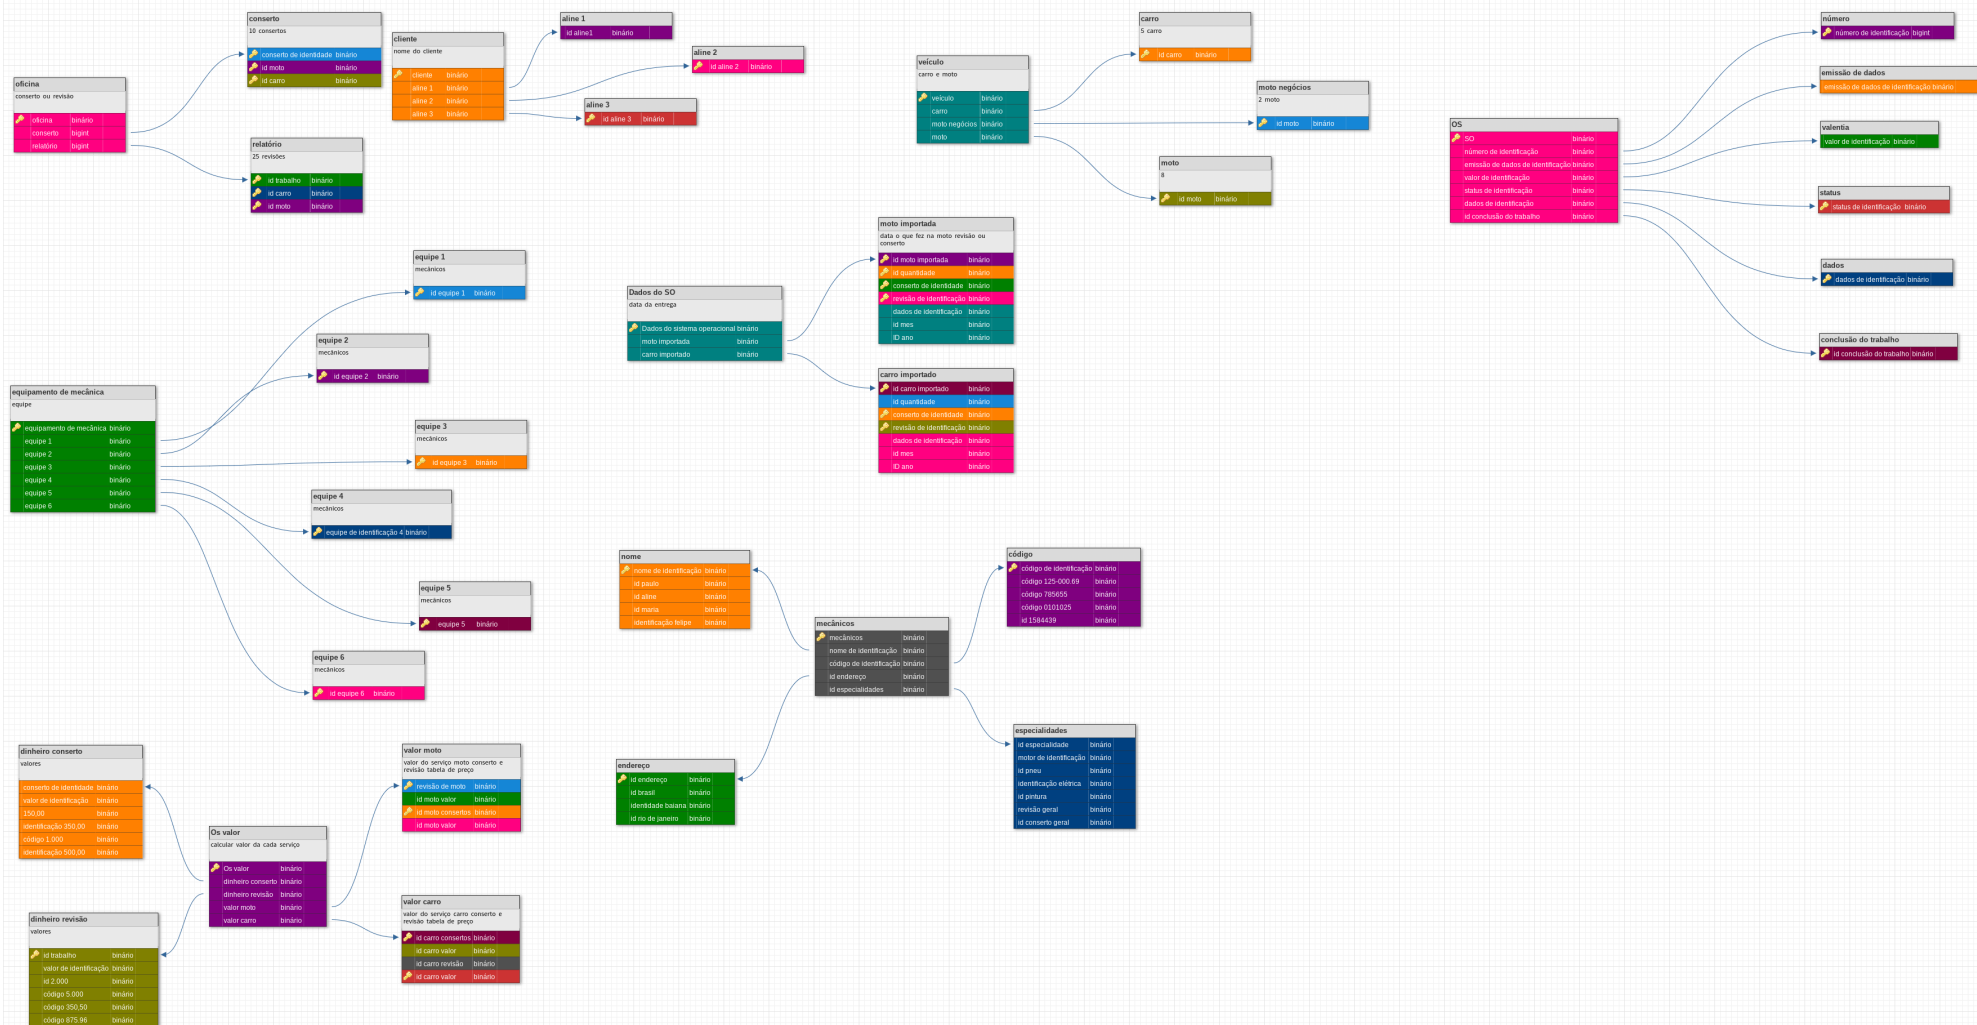 oficina
conserto ou revisão
oficina binário
conserto bigint
relatório bigint
conserto
10 consertos
conserto de identidade binário
id moto binário
id carro binário
relatório
25 revisões
id trabalho binário
id carro binário
id moto binário
cliente
nome do cliente
cliente binário
aline 1 binário
aline 2 binário
aline 3 binário
aline 1
id aline1 binário
aline 2
id aline 2 binário
aline 3
id aline 3 binário
veículo
carro e moto
veículo binário
carro binário
moto negócios binário
moto binário
carro
5 carro
id carro binário
moto negócios
2 moto
id moto binário
moto
8
id moto binário
OS
SO binário
número de identificação binário
emissão de dados de identificação binário
valor de identificação binário
status de identificação binário
dados de identificação binário
id conclusão do trabalho binário
número
número de identificação bigint
emissão de dados
emissão de dados de identificação binário
valentia
valor de identificação binário
status
status de identificação binário
dados
dados de identificação binário
conclusão do trabalho
id conclusão do trabalho binário
equipamento de mecânica
equipe
equipamento de mecânica binário
equipe 1 binário
equipe 2 binário
equipe 3 binário
equipe 4 binário
equipe 5 binário
equipe 6 binário
equipe 1
mecânicos
id equipe 1 binário
equipe 2
mecânicos
id equipe 2 binário
equipe 3
mecânicos
id equipe 3 binário
equipe 4
mecânicos
equipe de identificação 4 binário
equipe 5
mecânicos
equipe 5 binário
equipe 6
mecânicos
id equipe 6 binário
Dados do SO
data da entrega
Dados do sistema operacional binário
moto importada binário
carro importado binário
moto importada
data o que fez na moto revisão ou
conserto
id moto importada binário
id quantidade binário
conserto de identidade binário
revisão de identificação binário
dados de identificação binário
id mes binário
ID ano binário
carro importado
id carro importado binário
id quantidade binário
conserto de identidade binário
revisão de identificação binário
dados de identificação binário
id mes binário
ID ano binário
nome
nome de identificação binário
id paulo binário
id aline binário
id maria binário
identificação felipe binário
mecânicos
mecânicos binário
nome de identificação binário
código de identificação binário
id endereço binário
id especialidades binário
código
código de identificação binário
código 125-000.69 binário
código 785655 binário
código 0101025 binário
id 1584439 binário
endereço
id endereço binário
id brasil binário
identidade baiana binário
id rio de janeiro binário
especialidades
id especialidade binário
motor de identificação binário
id pneu binário
identificação elétrica binário
id pintura binário
revisão geral binário
id conserto geral binário
dinheiro conserto
valores
conserto de identidade binário
valor de identificação binário
150,00 binário
identificação 350,00 binário
código 1.000 binário
identificação 500,00 binário
Os valor
calcular valor da cada serviço
Os valor binário
dinheiro conserto binário
dinheiro revisão binário
valor moto binário
valor carro binário
dinheiro revisão
valores
id trabalho binário
valor de identificação binário
id 2.000 binário
código 5.000 binário
código 350,50 binário
código 875.96 binário
valor moto
valor do serviço moto conserto e
revisão tabela de preço
revisão de moto binário
id moto valor binário
id moto consertos binário
id moto valor binário
valor carro
valor do serviço carro conserto e
revisão tabela de preço
id carro consertos binário
id carro valor binário
id carro revisão binário
id carro valor binário